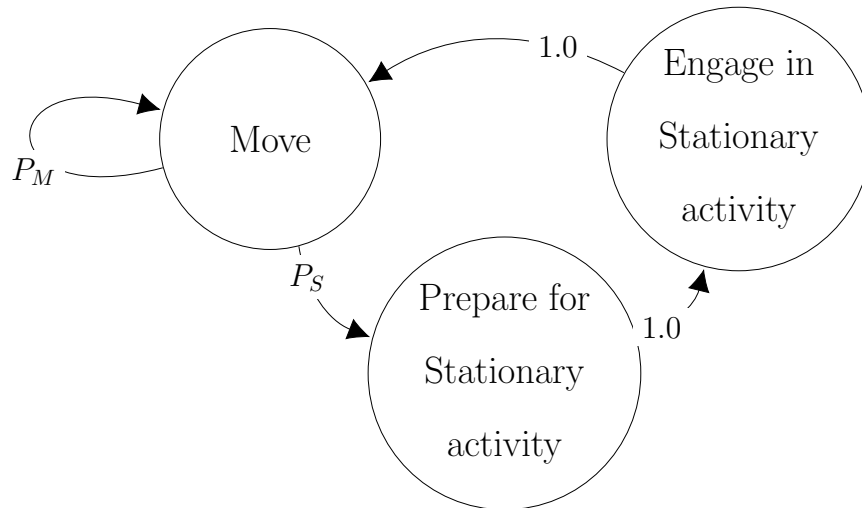 1.0
Engage in
Stationary
activity
Move
P_M
P_S
Prepare for
Stationary
activity
1.0